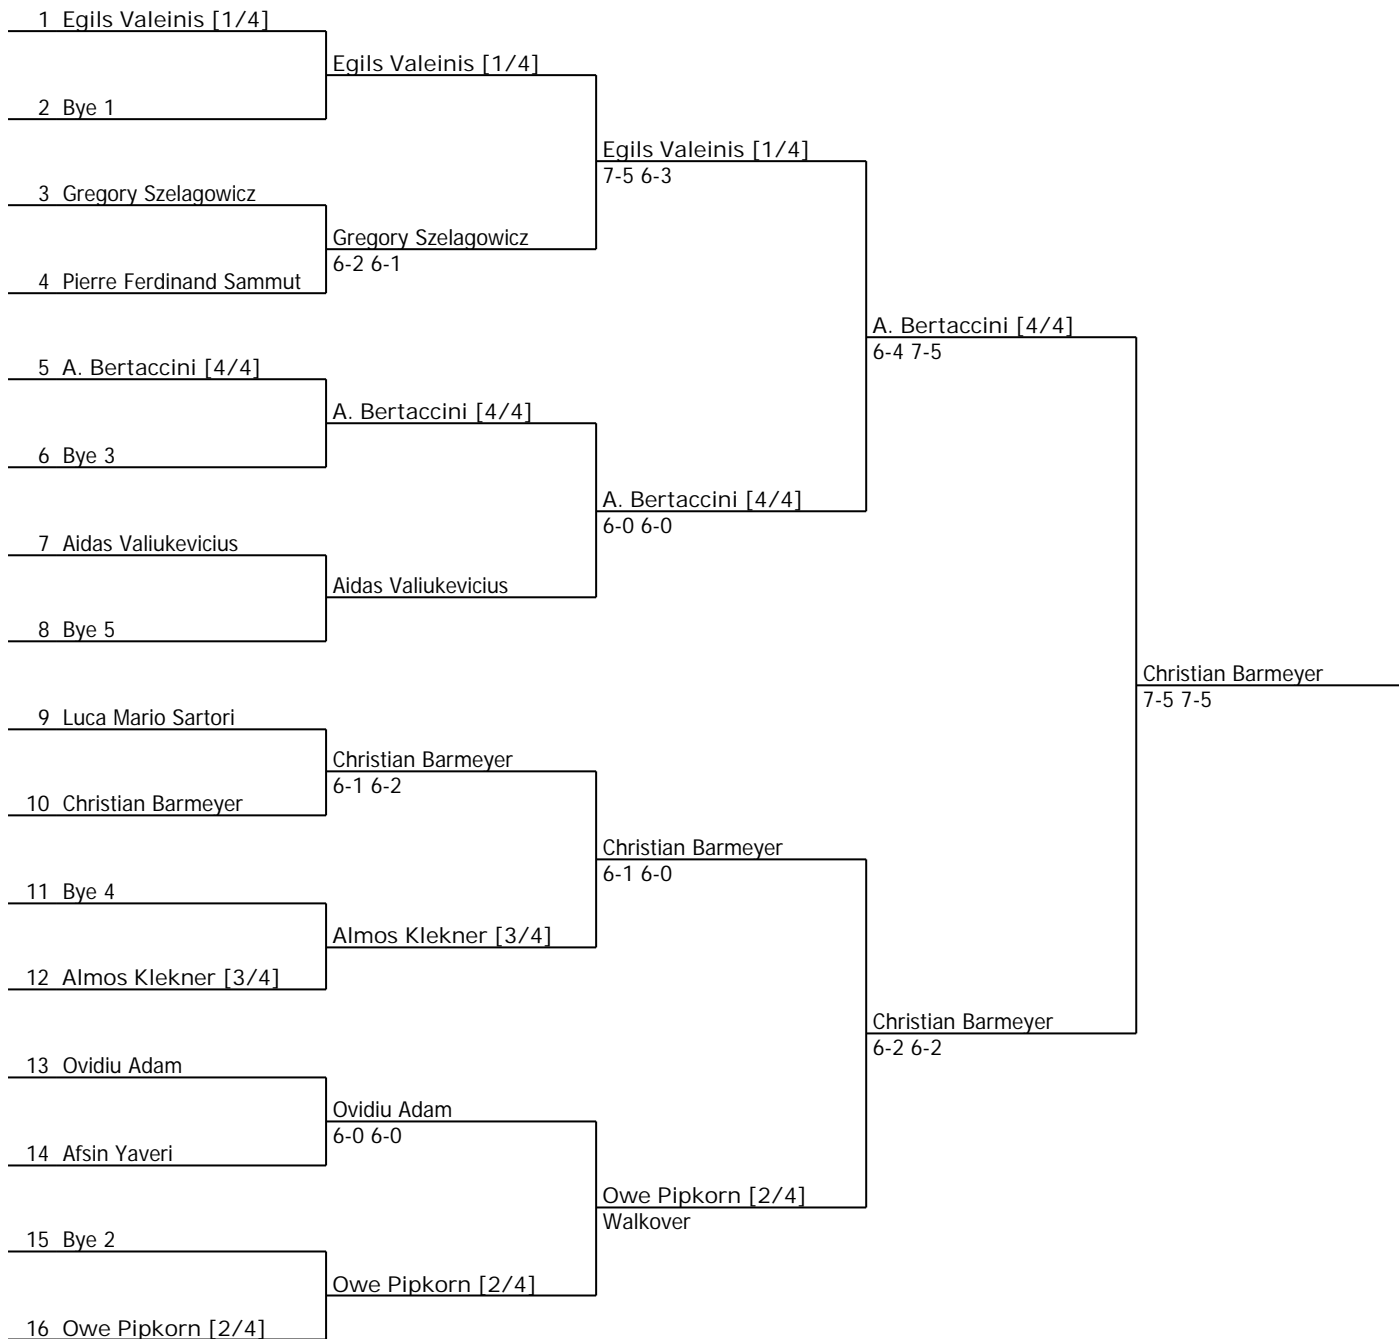 1 Egils Valeinis [1/4]
Egils Valeinis [1/4]
2 Bye 1
Egils Valeinis [1/4]
7-5 6-3
3 Gregory Szelagowicz
Gregory Szelagowicz
6-2 6-1
4 Pierre Ferdinand Sammut
A. Bertaccini [4/4]
6-4 7-5
5 A. Bertaccini [4/4]
A. Bertaccini [4/4]
6 Bye 3
A. Bertaccini [4/4]
6-0 6-0
7 Aidas Valiukevicius
Aidas Valiukevicius
8 Bye 5
Christian Barmeyer
7-5 7-5
9 Luca Mario Sartori
Christian Barmeyer
6-1 6-2
10 Christian Barmeyer
Christian Barmeyer
6-1 6-0
11 Bye 4
Almos Klekner [3/4]
12 Almos Klekner [3/4]
Christian Barmeyer
6-2 6-2
13 Ovidiu Adam
Ovidiu Adam
6-0 6-0
14 Afsin Yaveri
Owe Pipkorn [2/4]
Walkover
15 Bye 2
Owe Pipkorn [2/4]
16 Owe Pipkorn [2/4]